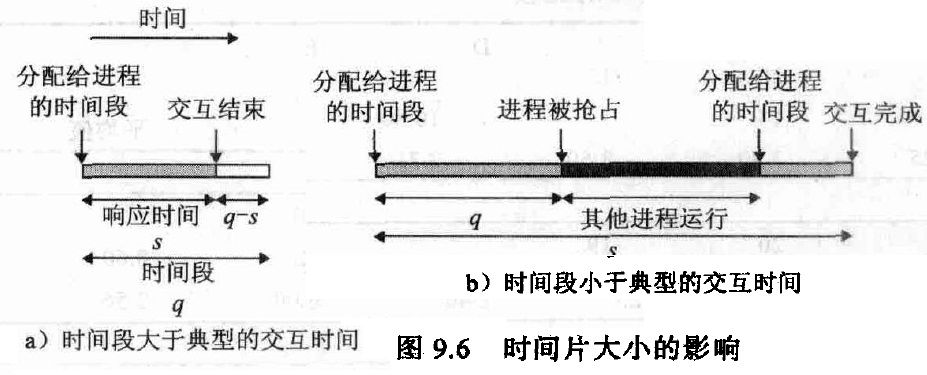 时间
分配给进程
的时间段
交互结束
响应时间
q-s
s
时间段
q
a）时间段大于典型的交互时间
分配给进程
的时间段
进程被抢占
分配给进程
的时间段
交互完成
q
其他进程运行
s
b）时间段小于典型的交互时间
图 9.6 时间片大小的影响